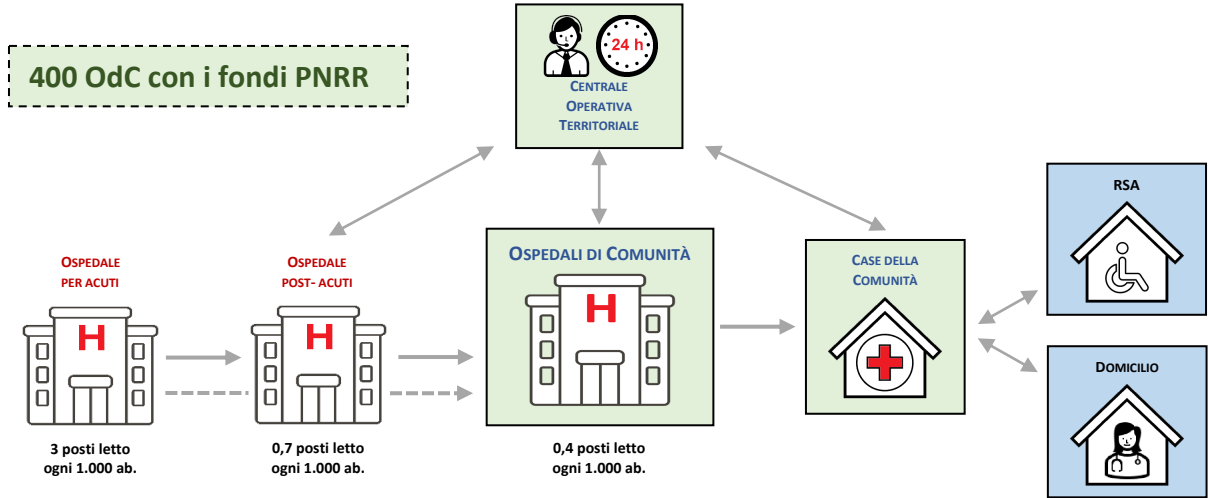 400 OdC con i fondi PNRR
24 h
CENTRALE
OPERATIVA
TERRITORIALE
OSPEDALE
PER ACUTI
H
3 posti letto
ogni 1.000 ab.
OSPEDALE
POST- ACUTI
H
0,7 posti letto
ogni 1.000 ab.
OSPEDALI DI COMUNITÀ
H
0,4 posti letto
ogni 1.000 ab.
CASE DELLA
COMUNITÀ
RSA
DOMICILIO